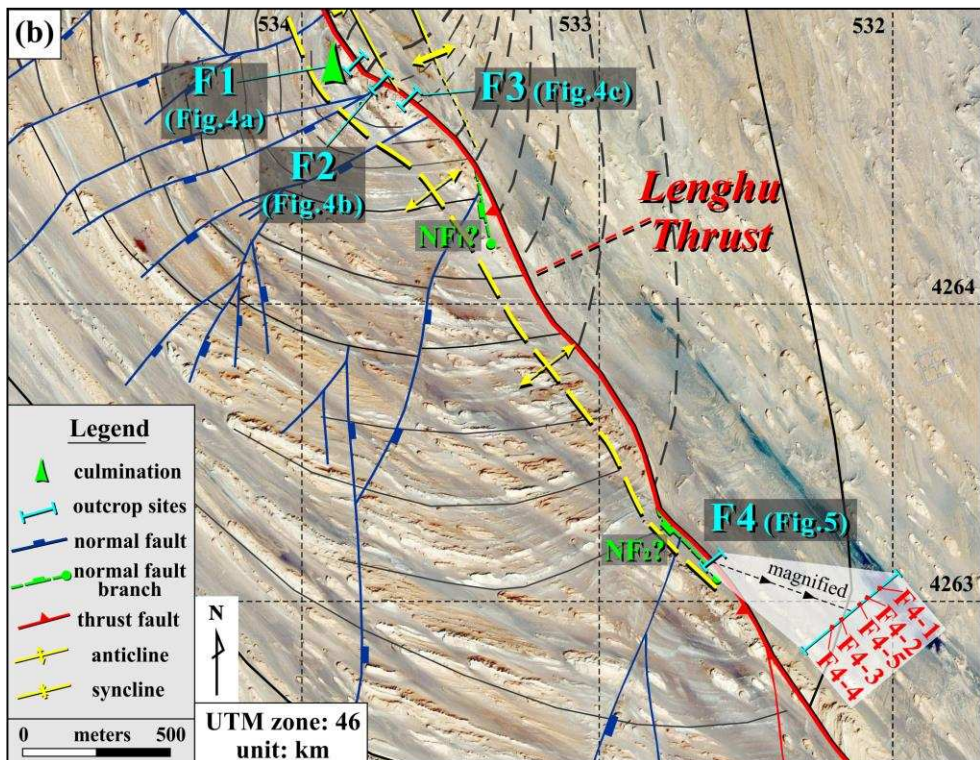 (b)
534
533
532
F1
(Fig.4a)
F2
(Fig.4b)
F3 (Fig.4c)
Lenghu
Thrust
NF₁?
4264
F4 (Fig.5)
NF₂?
magnified
4263
F4-1
F4-2
F4-5
F4-3
F4-4
Legend
culmination
outcrop sites
normal fault
normal fault
branch
thrust fault
anticline
syncline
0 meters 500
N
UTM zone: 46
unit: km